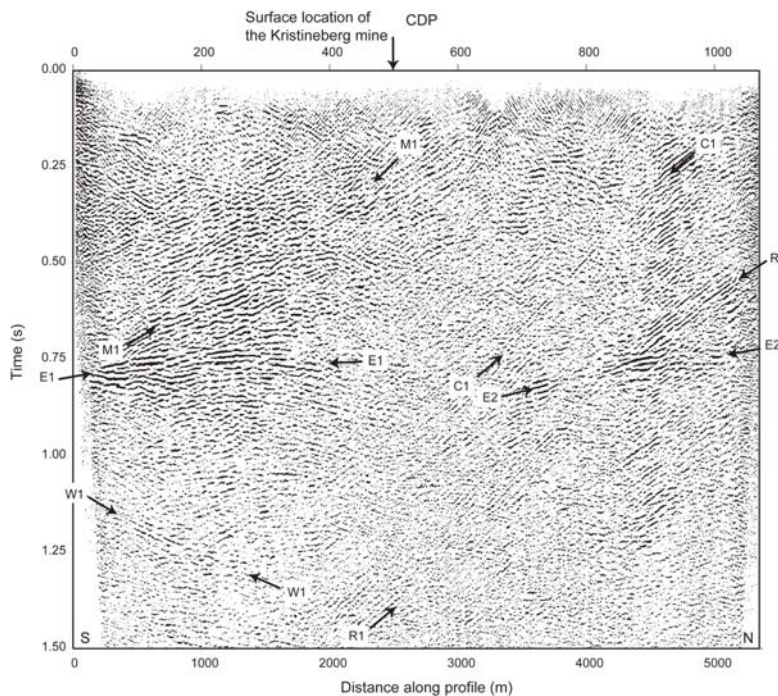 Surface location of
the Kristineberg mine
CDP
0 200 400 600 800 1000
0.00
M1
C1
0.25
0.50
R
M1
E1
E2
0.75
E1
C1
E2
Time (s)
1.00
W1
1.25
W1
R1
1.50
S
N
0 1000 2000 3000 4000 5000
Distance along profile (m)